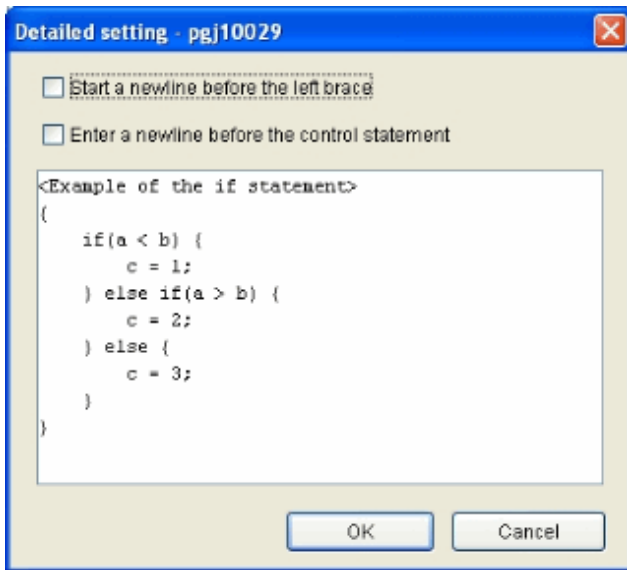 Detailed setting - pgj10029
Start a newline before the left brace
Enter a newline before the control statement
<Example of the if statement>
{
    if(a < b) {
        c = 1;
    } else if(a > b) {
        c = 2;
    } else {
        c = 3;
    }
}
OK
Cancel